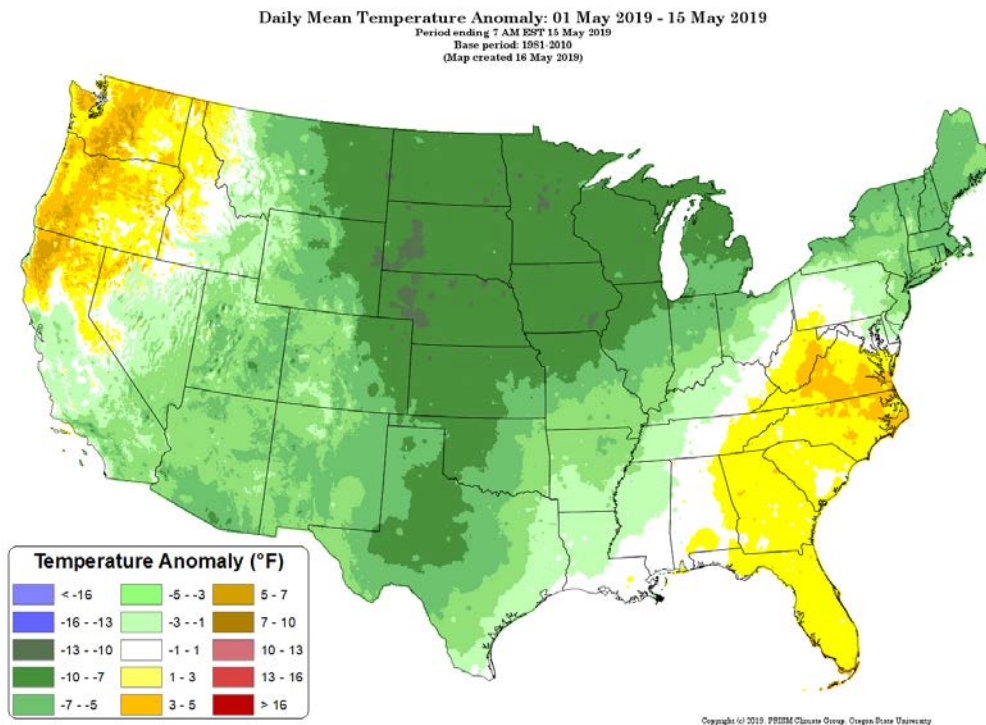 Daily Mean Temperature Anomaly: 01 May 2019 - 15 May 2019
Period ending 7 AM EST 15 May 2019
Base period: 1981-2010
(Map created 16 May 2019)
Temperature Anomaly (°F)
< -16 -5 - -3 5 - 7
-16 - -13 -3 - -1 7 - 10
-13 - -10 -1 - 1 10 - 13
-10 - -7 1 - 3 13 - 16
-7 - -5 3 - 5 > 16
Copyright (c) 2019, PRISM Climate Group, Oregon State University